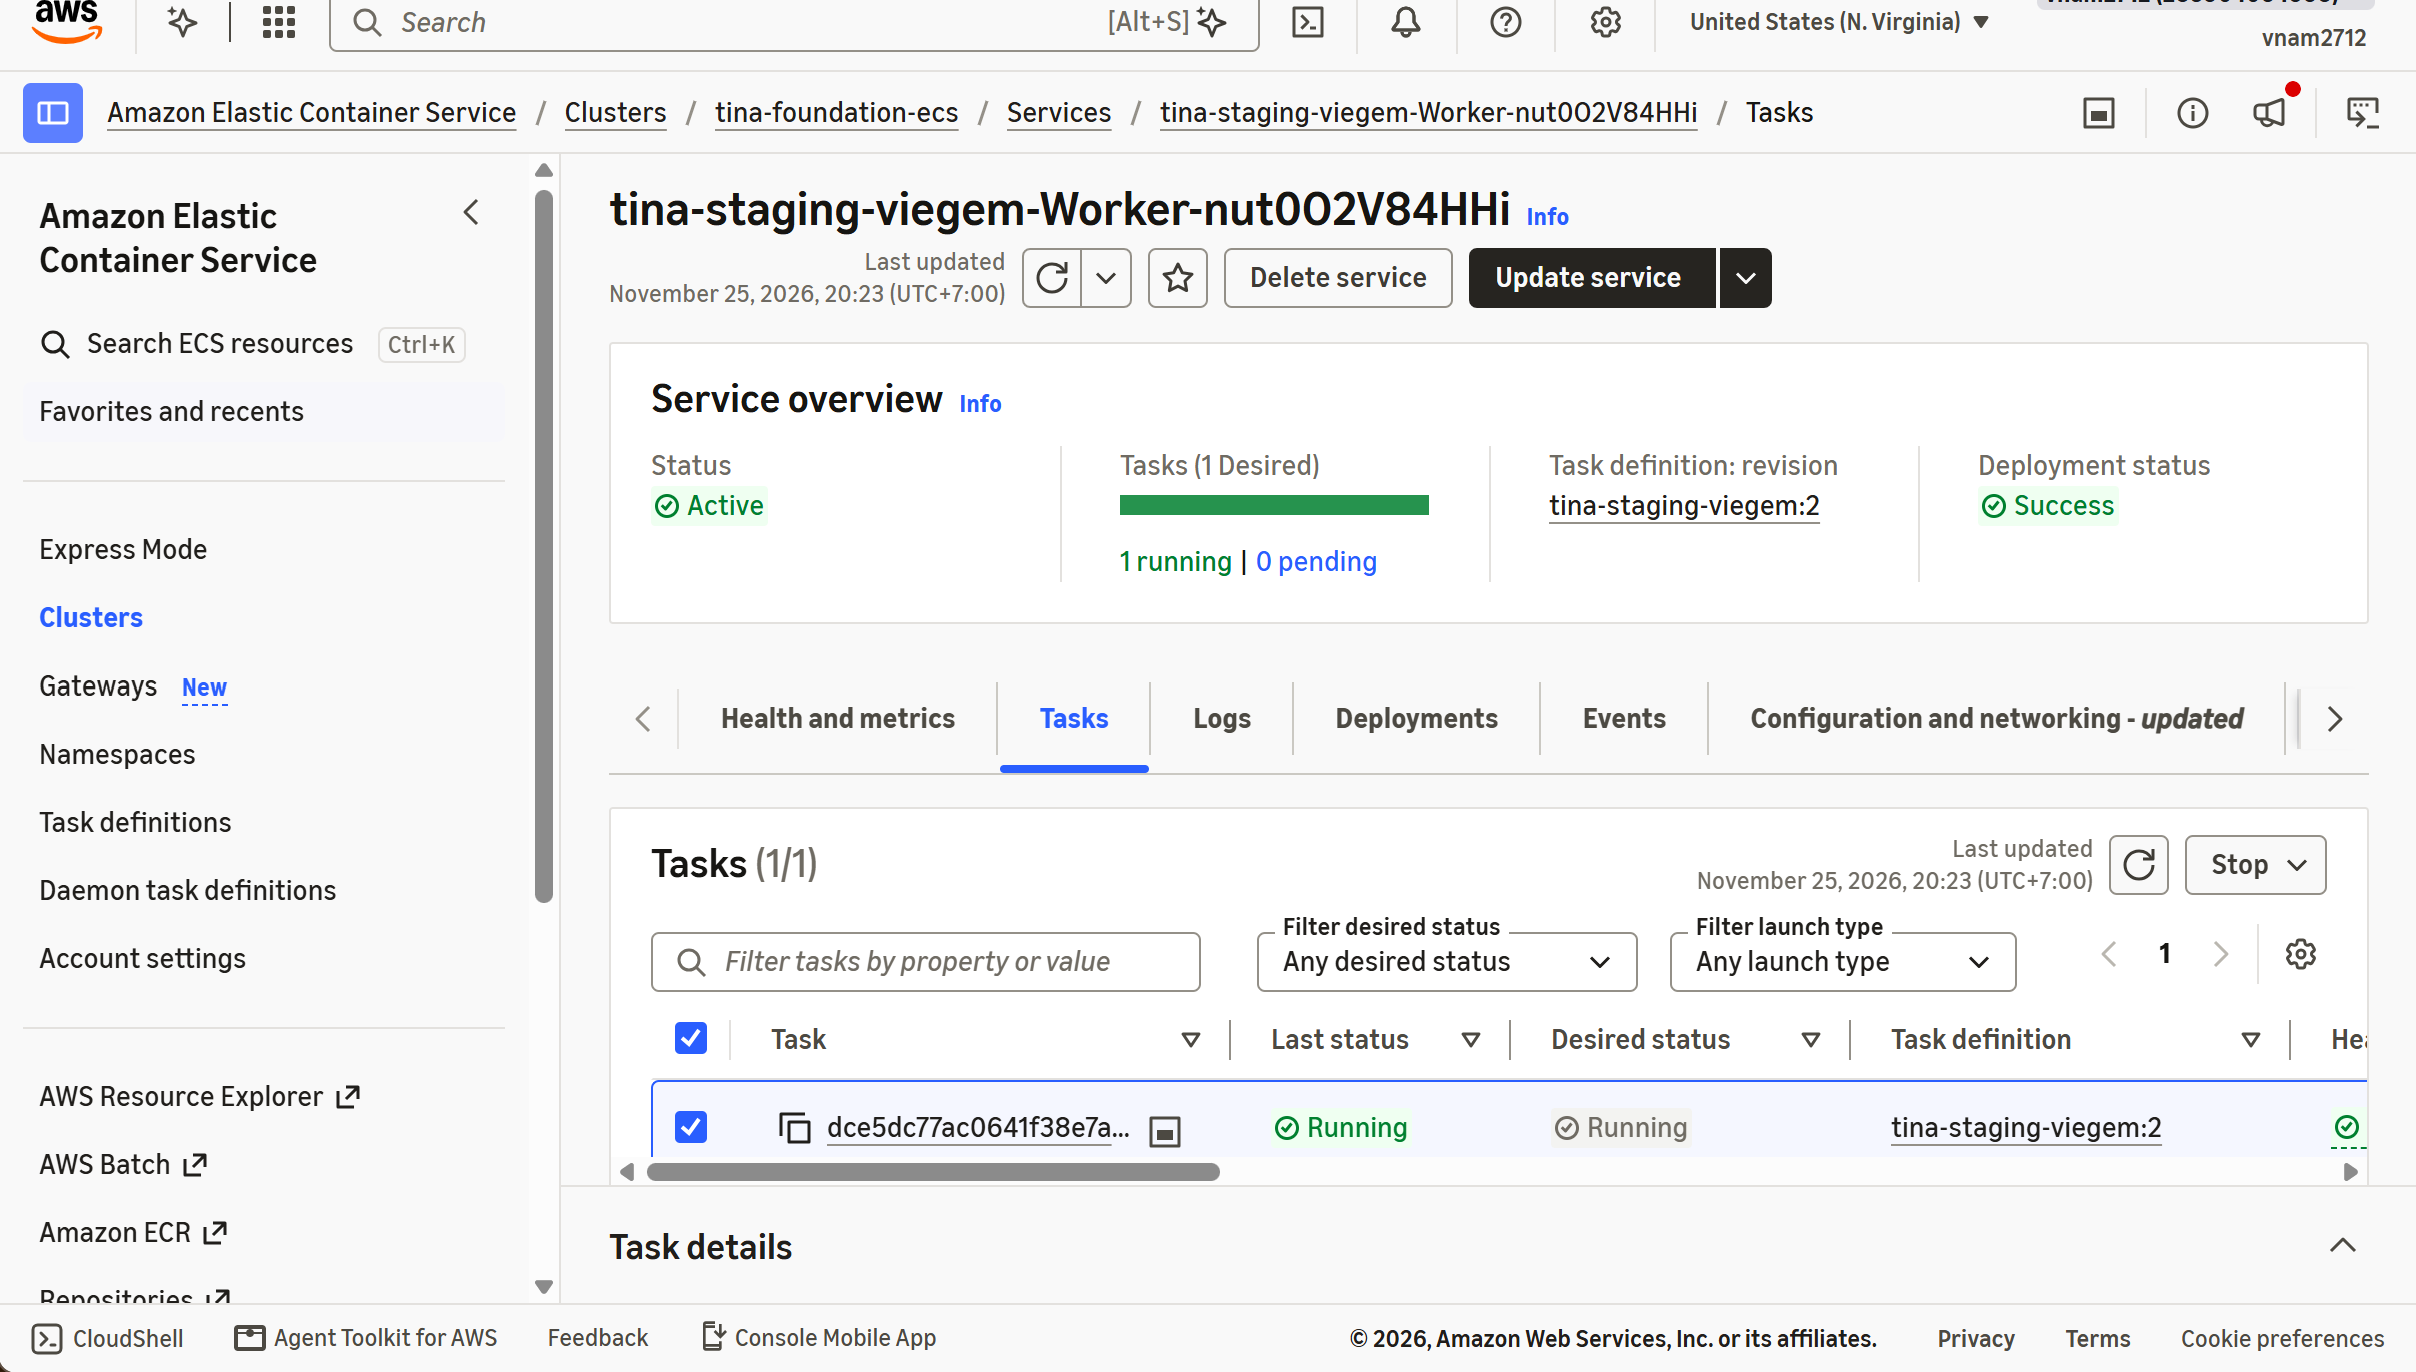 aws
Search
[Alt+S]
United States (N. Virginia)
vnam2712
Amazon Elastic Container Service / Clusters / tina-foundation-ecs / Services / tina-staging-viegem-Worker-nut0O2V84HHi / Tasks
Amazon Elastic
Container Service
Search ECS resources Ctrl+K
Favorites and recents
Express Mode
Clusters
Gateways New
Namespaces
Task definitions
Daemon task definitions
Account settings
AWS Resource Explorer
AWS Batch
Amazon ECR
Repositories
tina-staging-viegem-Worker-nut0O2V84HHi Info
Last updated
November 25, 2026, 20:23 (UTC+7:00)
Delete service
Update service
Service overview Info
Status
Active
Tasks (1 Desired)
1 running | 0 pending
Task definition: revision
tina-staging-viegem:2
Deployment status
Success
Health and metrics
Tasks
Logs
Deployments
Events
Configuration and networking - updated
Tasks (1/1)
Last updated
November 25, 2026, 20:23 (UTC+7:00)
Stop
Filter tasks by property or value
Filter desired status
Any desired status
Filter launch type
Any launch type
1
Task Last status Desired status Task definition
dce5dc77ac0641f38e7a... Running Running tina-staging-viegem:2
Task details
CloudShell Agent Toolkit for AWS Feedback Console Mobile App
© 2026, Amazon Web Services, Inc. or its affiliates. Privacy Terms Cookie preferences